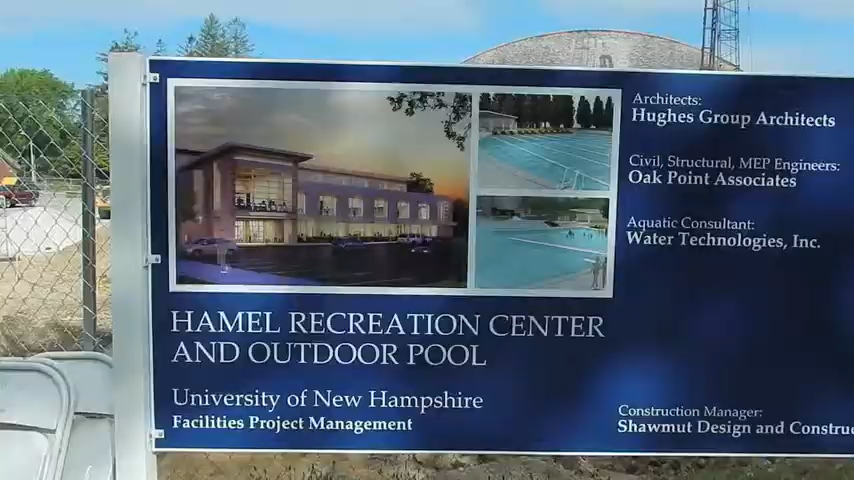 HAMEL RECREATION CENTER
AND OUTDOOR POOL
University of New Hampshire
Facilities Project Management
Architects:
Hughes Group Architects
Civil, Structural, MEP Engineers:
Oak Point Associates
Aquatic Consultant:
Water Technologies, Inc.
Construction Manager:
Shawmut Design and Constru